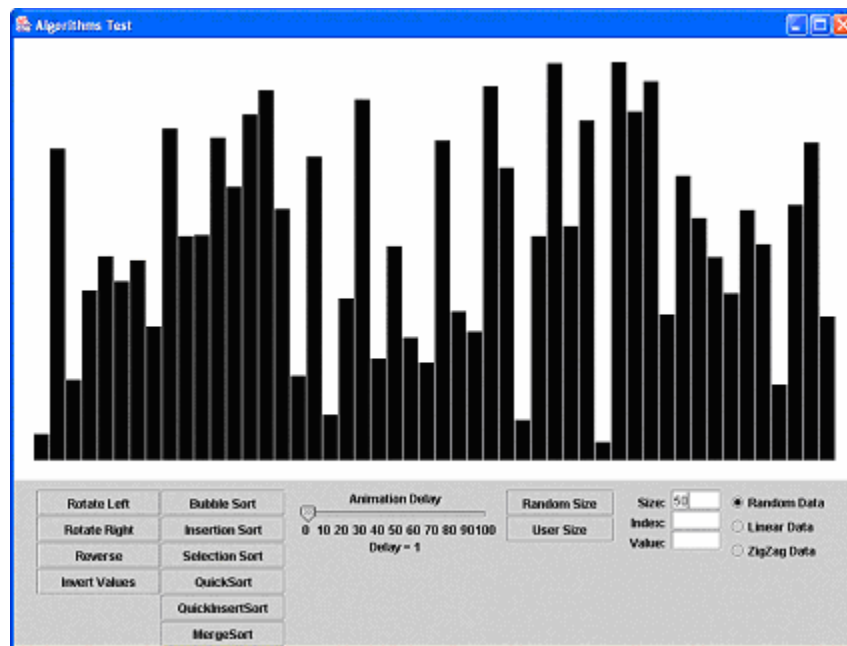 Algorithms Test
Rotate Left
Rotate Right
Reverse
Invert Values
Bubble Sort
Insertion Sort
Selection Sort
QuickSort
QuickInsertSort
MergeSort
Animation Delay
0 10 20 30 40 50 60 70 80 90100
Delay = 1
Random Size
User Size
Size: 50
Index:
Value:
Random Data
Linear Data
ZigZag Data